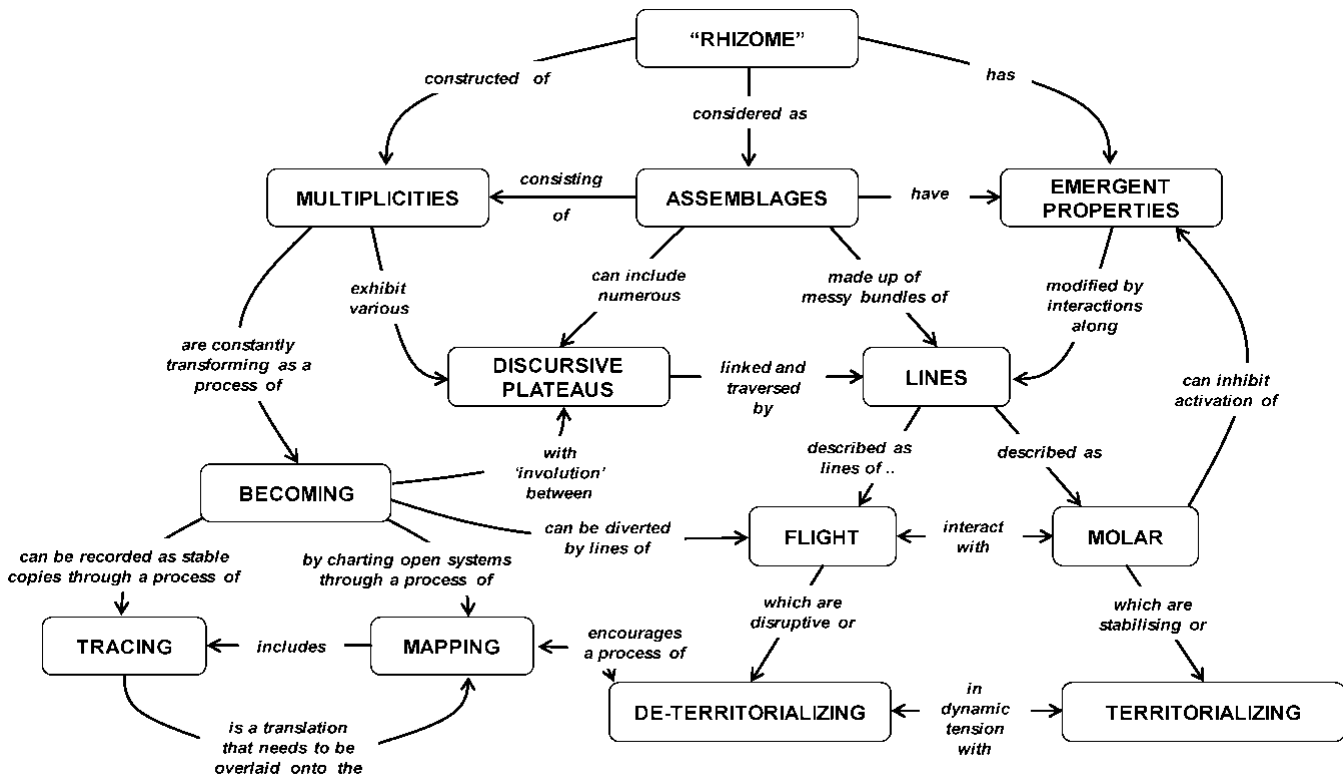 “RHIZOME”
constructed of
considered as
has
MULTIPLICITIES
consisting
of
ASSEMBLAGES
have
EMERGENT
PROPERTIES
exhibit
various
can include
numerous
made up of
messy bundles of
modified by
interactions
along
are constantly
transforming as a
process of
DISCURSIVE
PLATEAUS
linked and
traversed
by
LINES
can inhibit
activation of
with
‘involution’
between
described as
lines of ..
described as
BECOMING
can be recorded as stable
copies through a process of
by charting open systems
through a process of
can be diverted
by lines of
FLIGHT
interact
with
MOLAR
which are
disruptive or
which are
stabilising or
TRACING
includes
MAPPING
encourages
a process of
DE-TERRITORIALIZING
in
dynamic
tension
with
TERRITORIALIZING
is a translation
that needs to be
overlaid onto the